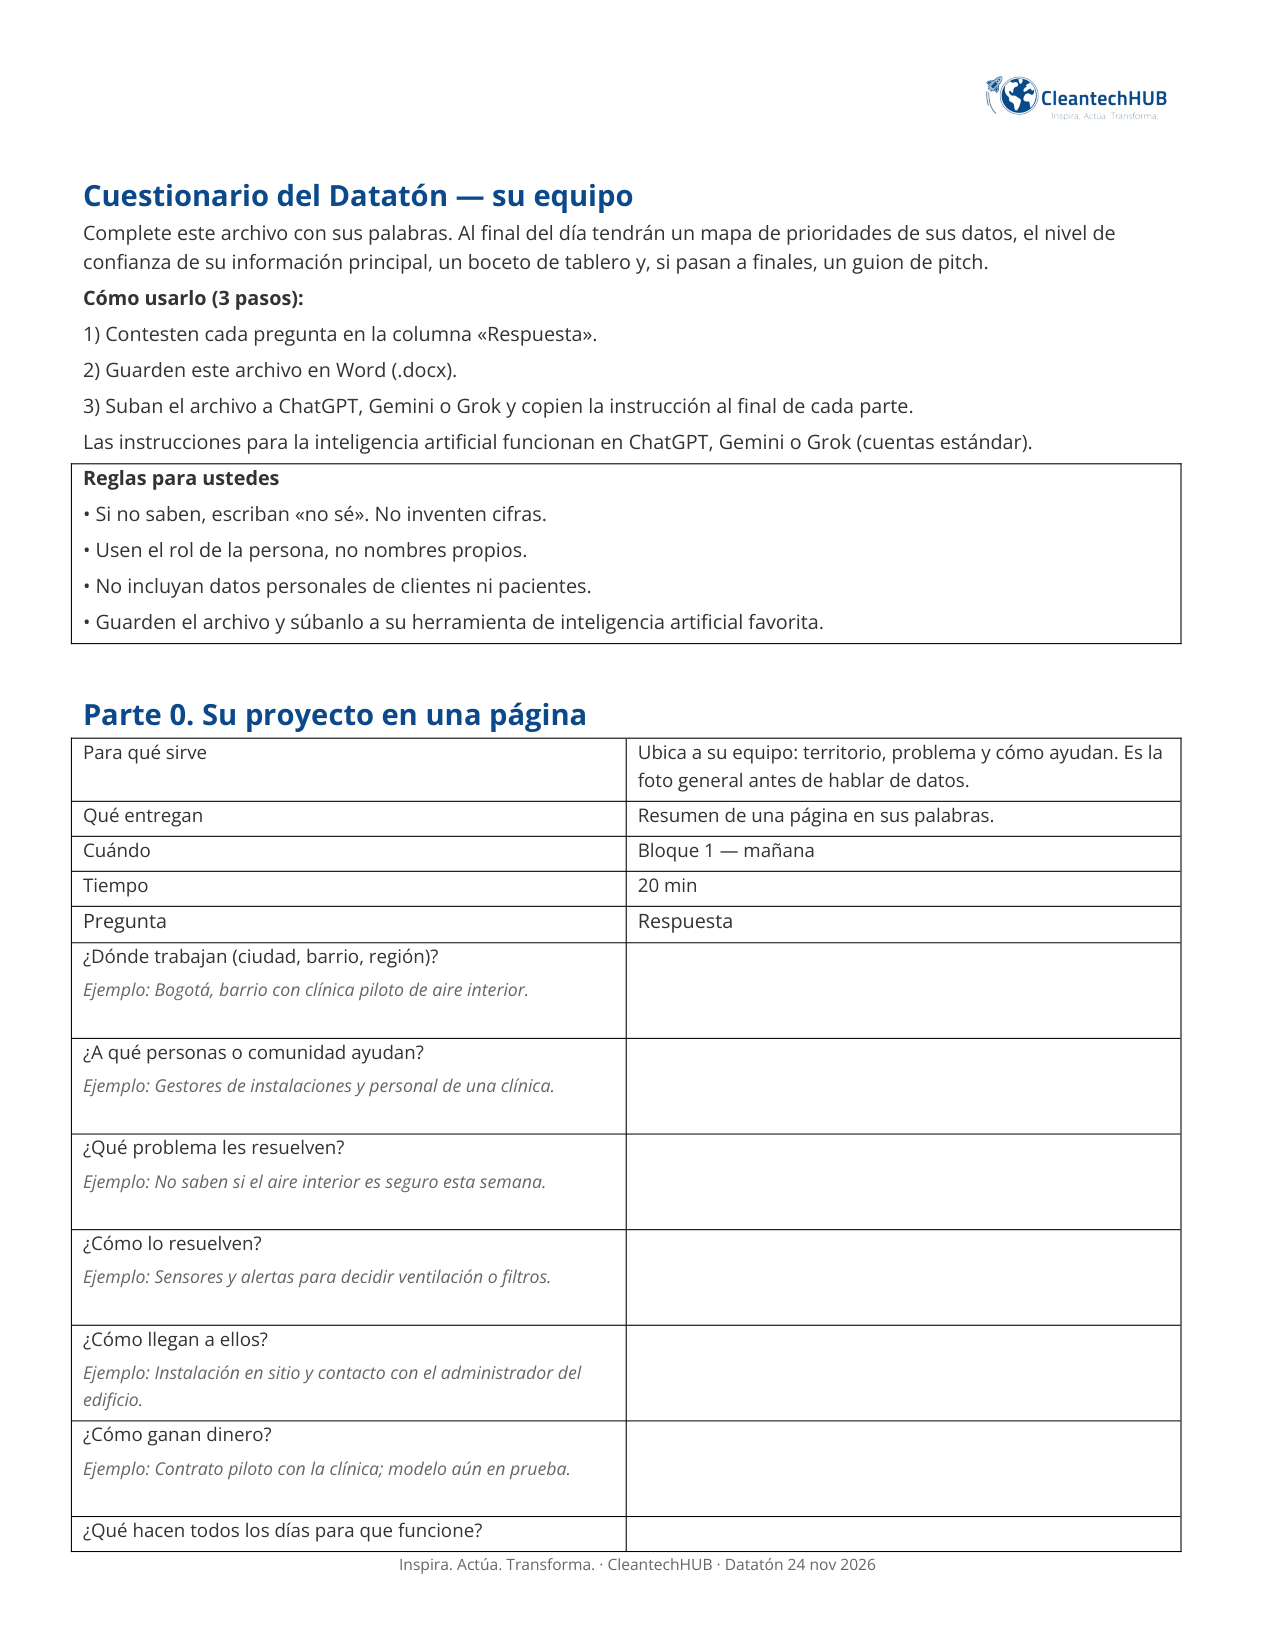 CleantechHUB
Inspira. Actúa. Transforma.
Cuestionario del Datatón — su equipo
Complete este archivo con sus palabras. Al final del día tendrán un mapa de prioridades de sus datos, el nivel de
confianza de su información principal, un boceto de tablero y, si pasan a finales, un guion de pitch.
Cómo usarlo (3 pasos):
1) Contesten cada pregunta en la columna «Respuesta».
2) Guarden este archivo en Word (.docx).
3) Suban el archivo a ChatGPT, Gemini o Grok y copien la instrucción al final de cada parte.
Las instrucciones para la inteligencia artificial funcionan en ChatGPT, Gemini o Grok (cuentas estándar).
Reglas para ustedes
• Si no saben, escriban «no sé». No inventen cifras.
• Usen el rol de la persona, no nombres propios.
• No incluyan datos personales de clientes ni pacientes.
• Guarden el archivo y súbanlo a su herramienta de inteligencia artificial favorita.
Parte 0. Su proyecto en una página
Para qué sirve
Ubica a su equipo: territorio, problema y cómo ayudan. Es la
foto general antes de hablar de datos.
Qué entregan
Resumen de una página en sus palabras.
Cuándo
Bloque 1 — mañana
Tiempo
20 min
Pregunta
Respuesta
¿Dónde trabajan (ciudad, barrio, región)?
Ejemplo: Bogotá, barrio con clínica piloto de aire interior.
¿A qué personas o comunidad ayudan?
Ejemplo: Gestores de instalaciones y personal de una clínica.
¿Qué problema les resuelven?
Ejemplo: No saben si el aire interior es seguro esta semana.
¿Cómo lo resuelven?
Ejemplo: Sensores y alertas para decidir ventilación o filtros.
¿Cómo llegan a ellos?
Ejemplo: Instalación en sitio y contacto con el administrador del
edificio.
¿Cómo ganan dinero?
Ejemplo: Contrato piloto con la clínica; modelo aún en prueba.
¿Qué hacen todos los días para que funcione?
Inspira. Actúa. Transforma. · CleantechHUB · Datatón 24 nov 2026